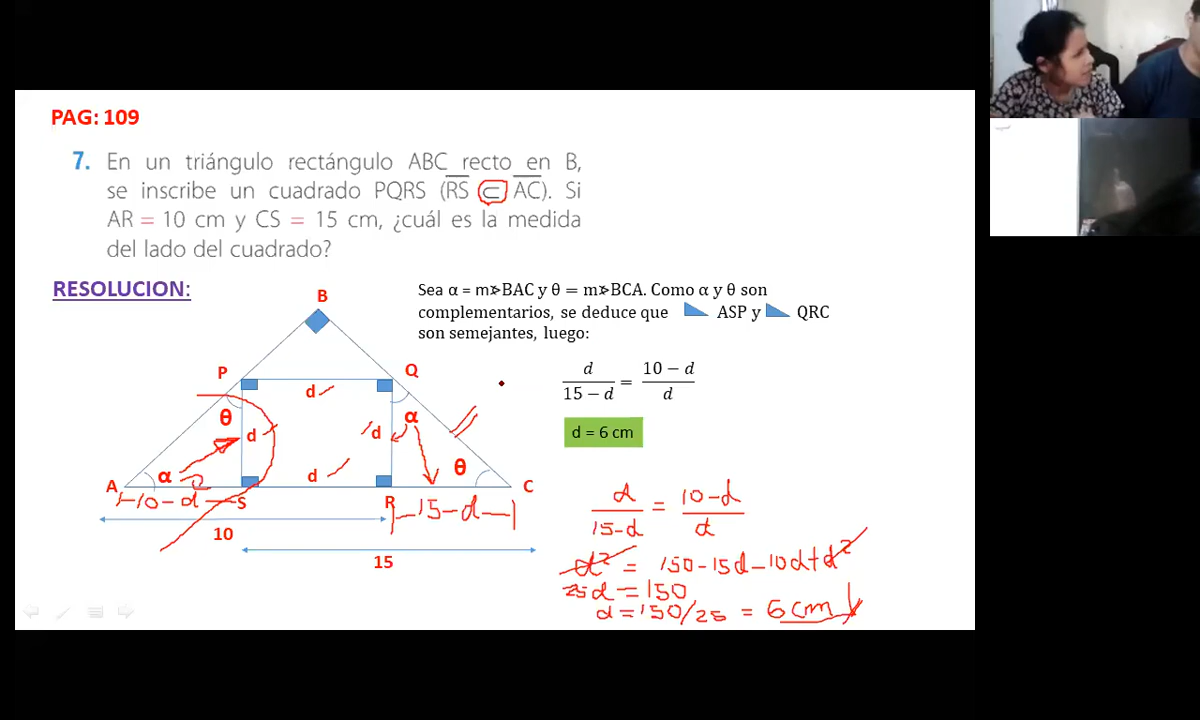 PAG: 109
7. En un triángulo rectángulo ABC recto en B,
se inscribe un cuadrado PQRS (RS ⊂ AC). Si
AR = 10 cm y CS = 15 cm, ¿cuál es la medida
del lado del cuadrado?
RESOLUCION:
Sea α = m∢BAC y θ = m∢BCA. Como α y θ son
complementarios, se deduce que ASP y QRC
son semejantes, luego:
d / 15 − d = 10 − d / d
d = 6 cm
B
P
Q
d
θ
d
d
α
α
d
θ
A
S
R
C
10-d
15-d
10
15
d / 15-d = 10-d / d
d² = 150-15d-10d+d²
25d = 150
d = 150/25 = 6cm